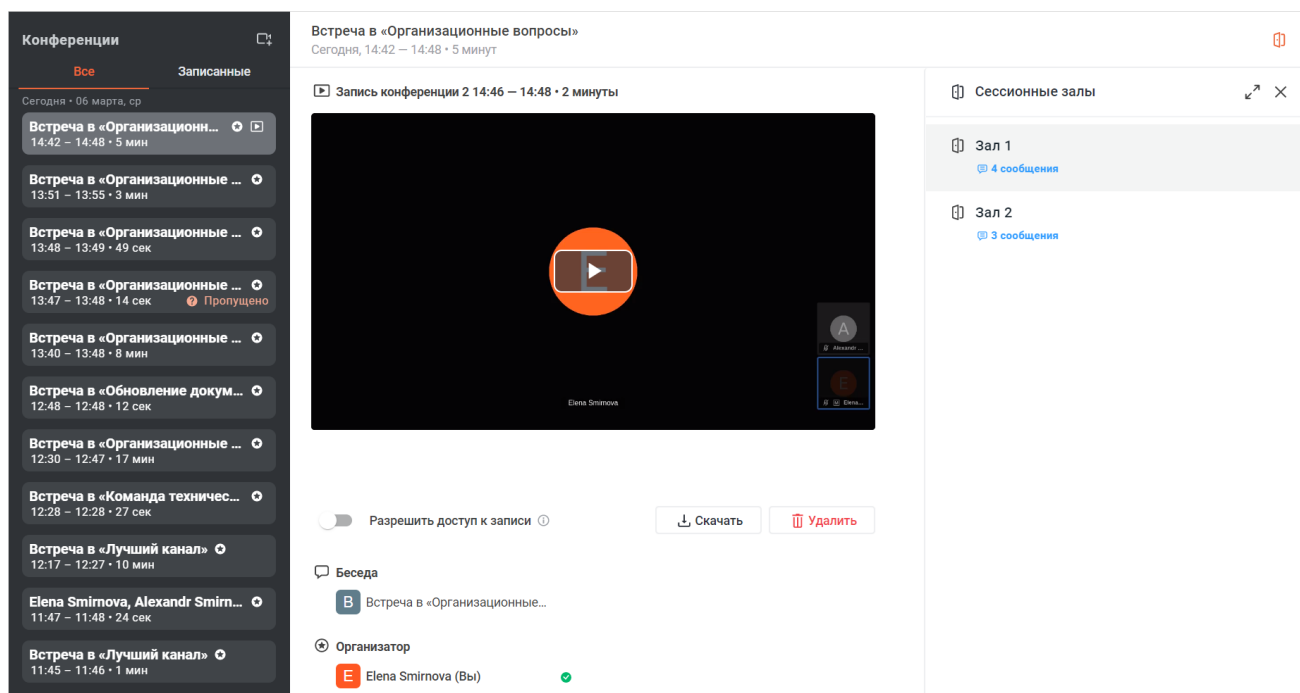 Конференции
Все Записанные
Сегодня • 06 марта, ср
Встреча в «Организационн...
14:42 – 14:48 • 5 мин
Встреча в «Организационные ...
13:51 – 13:55 • 3 мин
Встреча в «Организационные ...
13:48 – 13:49 • 49 сек
Встреча в «Организационные ...
13:47 – 13:48 • 14 сек Пропущено
Встреча в «Организационные ...
13:40 – 13:48 • 8 мин
Встреча в «Обновление докум...
12:48 – 12:48 • 12 сек
Встреча в «Организационные ...
12:30 – 12:47 • 17 мин
Встреча в «Команда техничес...
12:28 – 12:28 • 27 сек
Встреча в «Лучший канал»
12:17 – 12:27 • 10 мин
Elena Smirnova, Alexandr Smirn...
11:47 – 11:48 • 24 сек
Встреча в «Лучший канал»
11:45 – 11:46 • 1 мин
Встреча в «Организационные вопросы»
Сегодня, 14:42 — 14:48 • 5 минут
Запись конференции 2 14:46 — 14:48 • 2 минуты
E
A
Alexandr ...
E
Elena...
Elena Smirnova
Разрешить доступ к записи
Скачать
Удалить
Беседа
В Встреча в «Организационные...
Организатор
E Elena Smirnova (Вы)
Сессионные залы
Зал 1
4 сообщения
Зал 2
3 сообщения